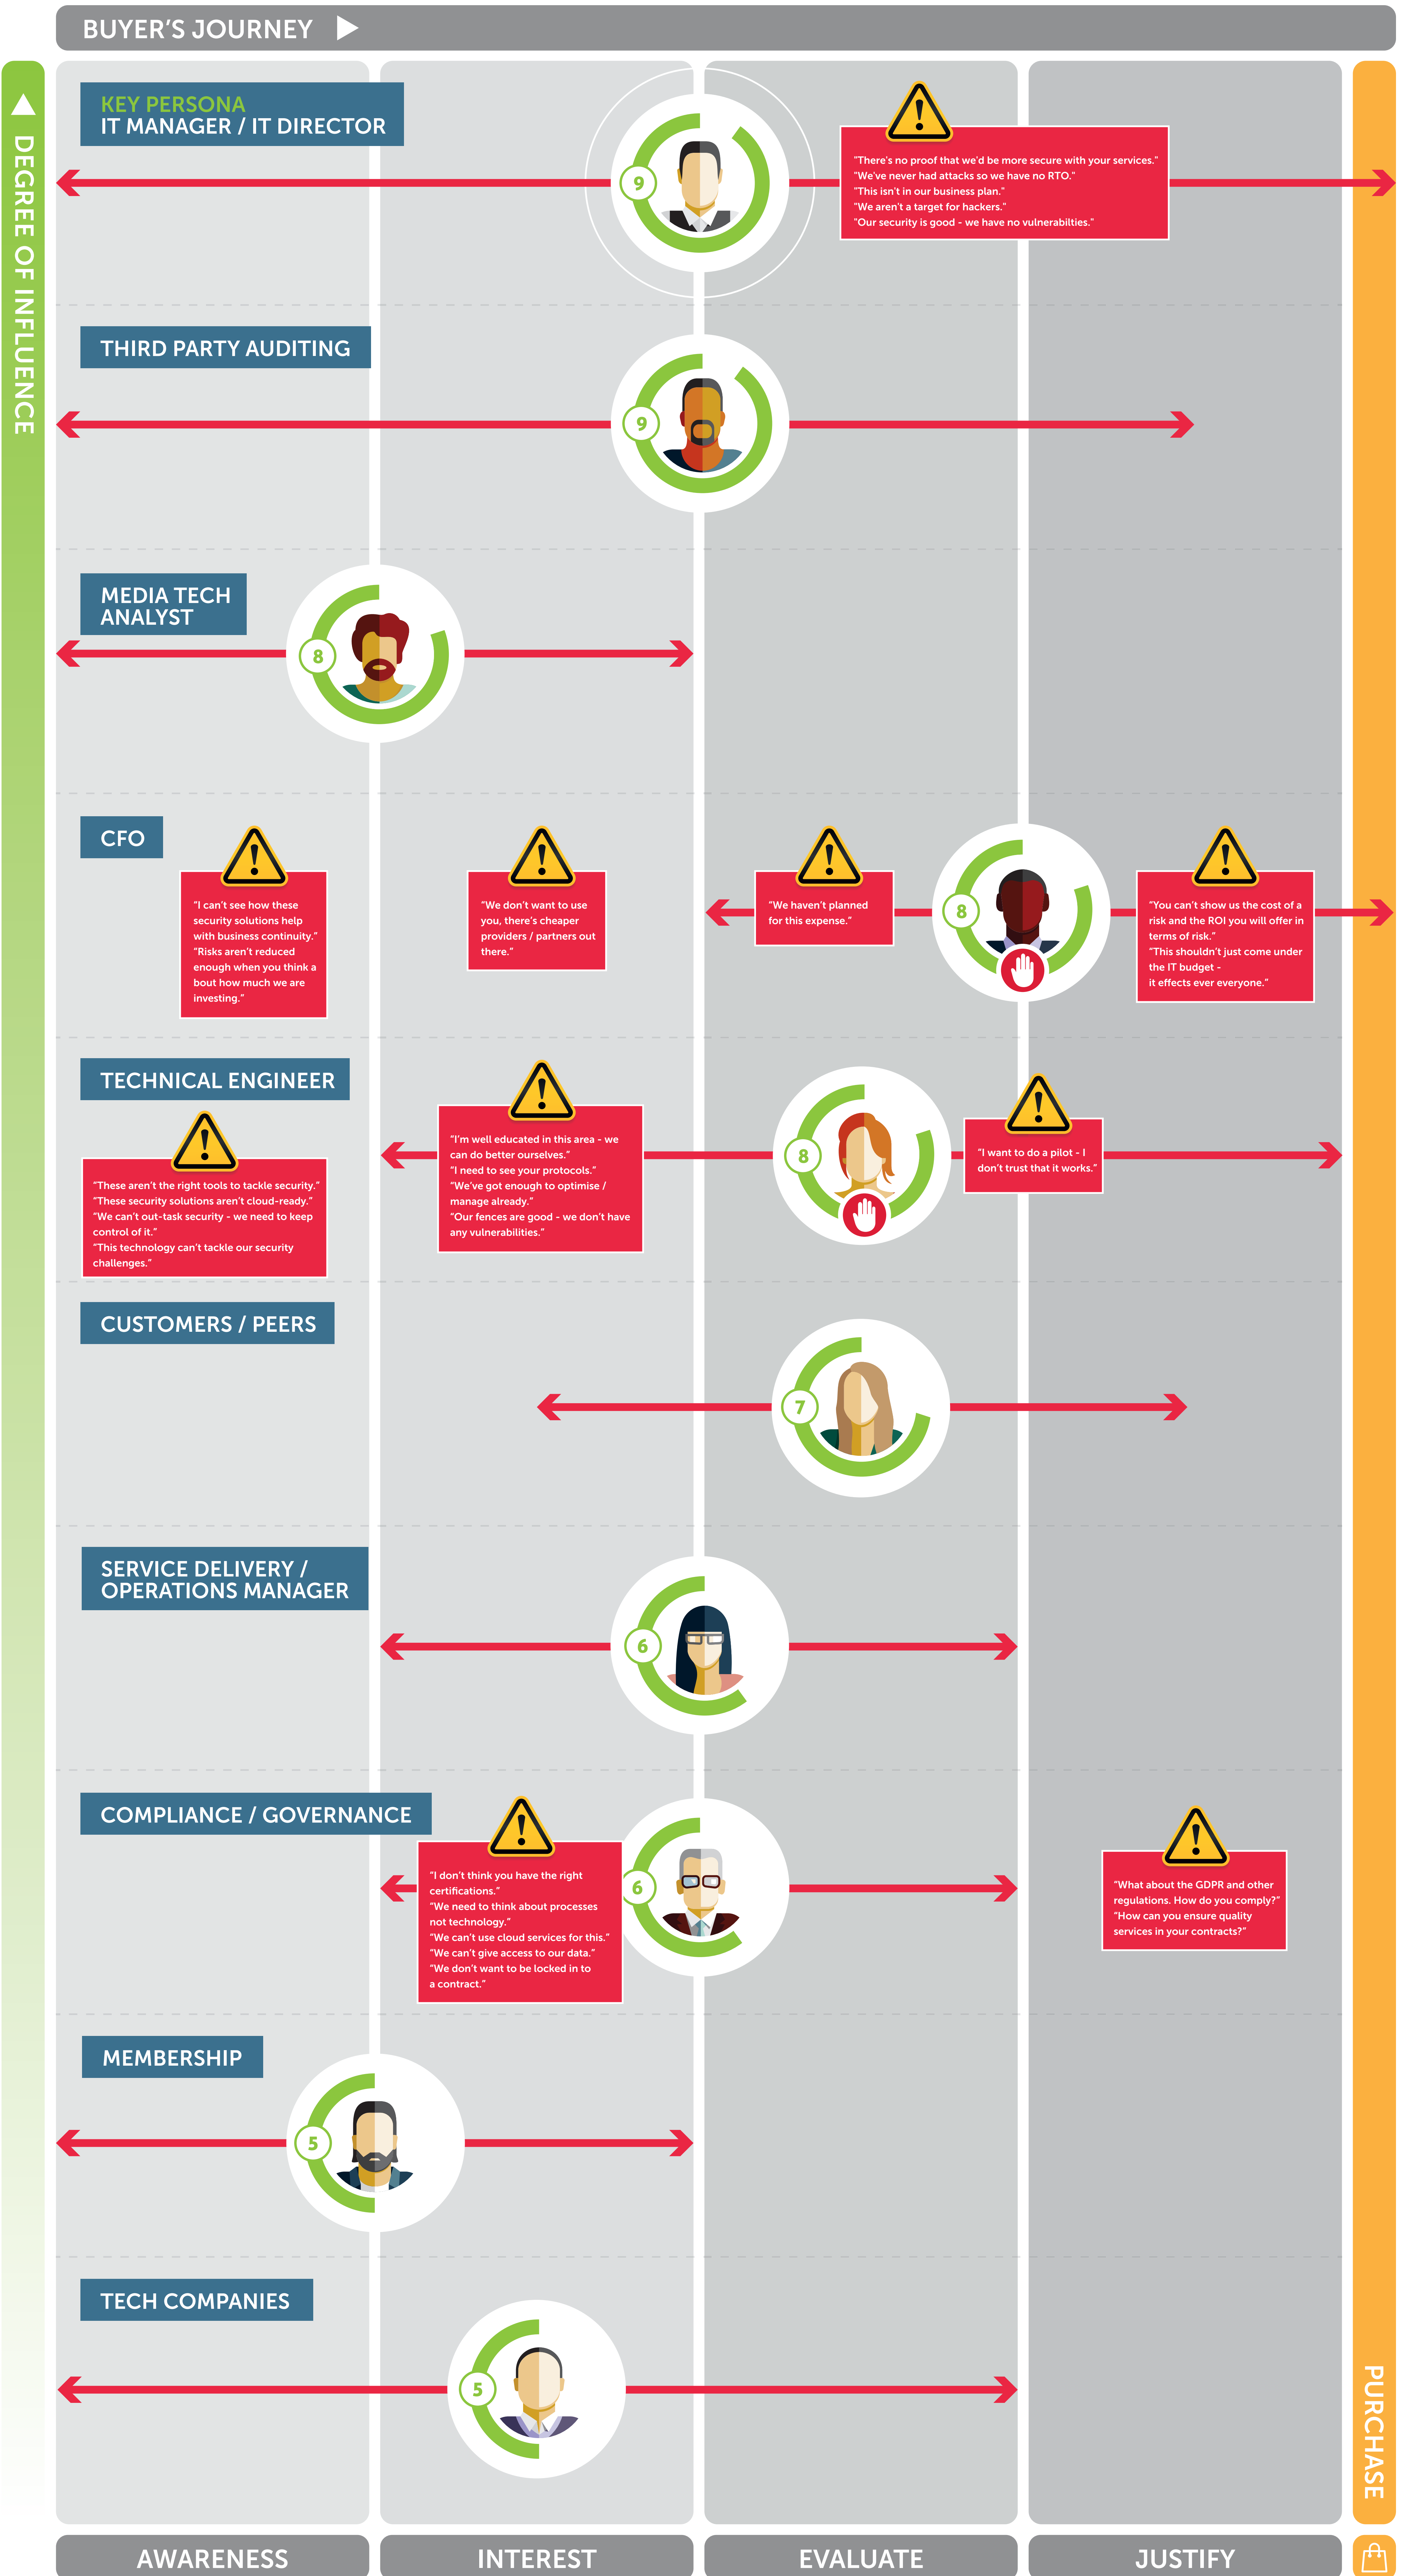 BUYER'S JOURNEY
DEGREE OF INFLUENCE
KEY PERSONA
IT MANAGER / IT DIRECTOR
9
"There's no proof that we'd be more secure with your services."
"We've never had attacks so we have no RTO."
"This isn't in our business plan."
"We aren't a target for hackers."
"Our security is good - we have no vulnerabilties."
THIRD PARTY AUDITING
9
MEDIA TECH
ANALYST
8
CFO
"I can't see how these
security solutions help
with business continuity."
"Risks aren't reduced
enough when you think a
bout how much we are
investing."
"We don't want to use
you, there's cheaper
providers / partners out
there."
"We haven't planned
for this expense."
8
"You can't show us the cost of a
risk and the ROI you will offer in
terms of risk."
"This shouldn't just come under
the IT budget -
it effects ever everyone."
TECHNICAL ENGINEER
"These aren't the right tools to tackle security."
"These security solutions aren't cloud-ready."
"We can't out-task security - we need to keep
control of it."
"This technology can't tackle our security
challenges."
"I'm well educated in this area - we
can do better ourselves."
"I need to see your protocols."
"We've got enough to optimise /
manage already."
"Our fences are good - we don't have
any vulnerabilities."
8
"I want to do a pilot - I
don't trust that it works."
CUSTOMERS / PEERS
7
SERVICE DELIVERY /
OPERATIONS MANAGER
6
COMPLIANCE / GOVERNANCE
"I don't think you have the right
certifications."
"We need to think about processes
not technology."
"We can't use cloud services for this."
"We can't give access to our data."
"We don't want to be locked in to
a contract."
6
"What about the GDPR and other
regulations. How do you comply?"
"How can you ensure quality
services in your contracts?"
MEMBERSHIP
5
TECH COMPANIES
5
PURCHASE
AWARENESS
INTEREST
EVALUATE
JUSTIFY